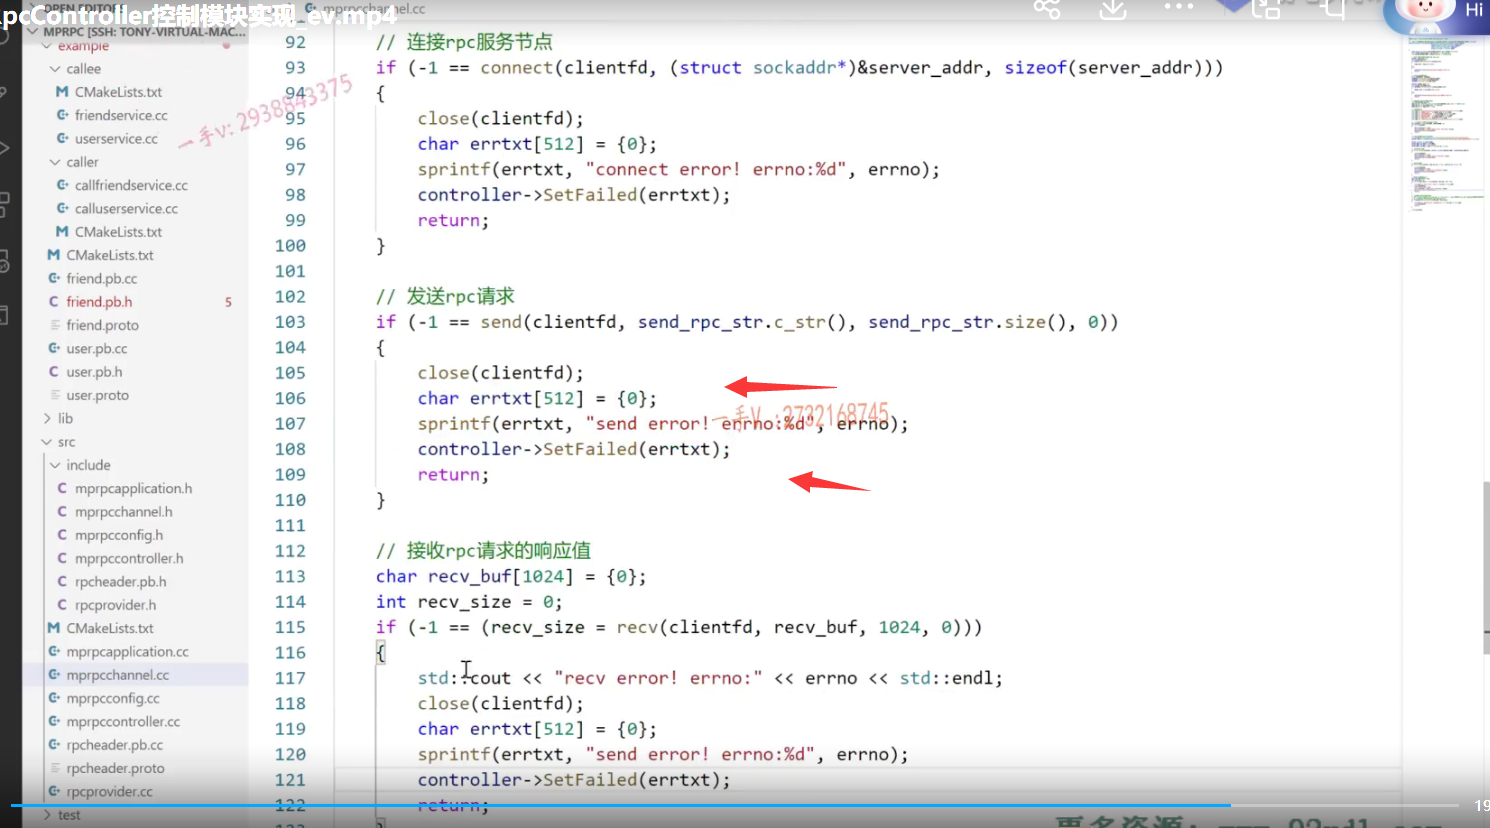 RpcController控制模块实现_ev.mp4
OPEN EDITORS
mprpcchannel.cc
Hi
MPRPC [SSH: TONY-VIRTUAL-MAC...
example
callee
CMakeLists.txt
friendservice.cc
userservice.cc
caller
callfriendservice.cc
calluserservice.cc
CMakeLists.txt
CMakeLists.txt
friend.pb.cc
friend.pb.h 5
friend.proto
user.pb.cc
user.pb.h
user.proto
lib
src
include
mprpcapplication.h
mprpcchannel.h
mprpcconfig.h
mprpccontroller.h
rpcheader.pb.h
rpcprovider.h
CMakeLists.txt
mprpcapplication.cc
mprpcchannel.cc
mprpcconfig.cc
mprpccontroller.cc
rpcheader.pb.cc
rpcheader.proto
rpcprovider.cc
test
一手v: 2938843375
92 // 连接rpc服务节点
93 if (-1 == connect(clientfd, (struct sockaddr*)&server_addr, sizeof(server_addr)))
94 {
95 close(clientfd);
96 char errtxt[512] = {0};
97 sprintf(errtxt, "connect error! errno:%d", errno);
98 controller->SetFailed(errtxt);
99 return;
100 }
101
102 // 发送rpc请求
103 if (-1 == send(clientfd, send_rpc_str.c_str(), send_rpc_str.size(), 0))
104 {
105 close(clientfd);
106 char errtxt[512] = {0};
107 sprintf(errtxt, "send error! errno:%d", errno);
一手V :2732168745
108 controller->SetFailed(errtxt);
109 return;
110 }
111
112 // 接收rpc请求的响应值
113 char recv_buf[1024] = {0};
114 int recv_size = 0;
115 if (-1 == (recv_size = recv(clientfd, recv_buf, 1024, 0)))
116 {
117 std::cout << "recv error! errno:" << errno << std::endl;
118 close(clientfd);
119 char errtxt[512] = {0};
120 sprintf(errtxt, "send error! errno:%d", errno);
121 controller->SetFailed(errtxt);
122 return;
123 }
19